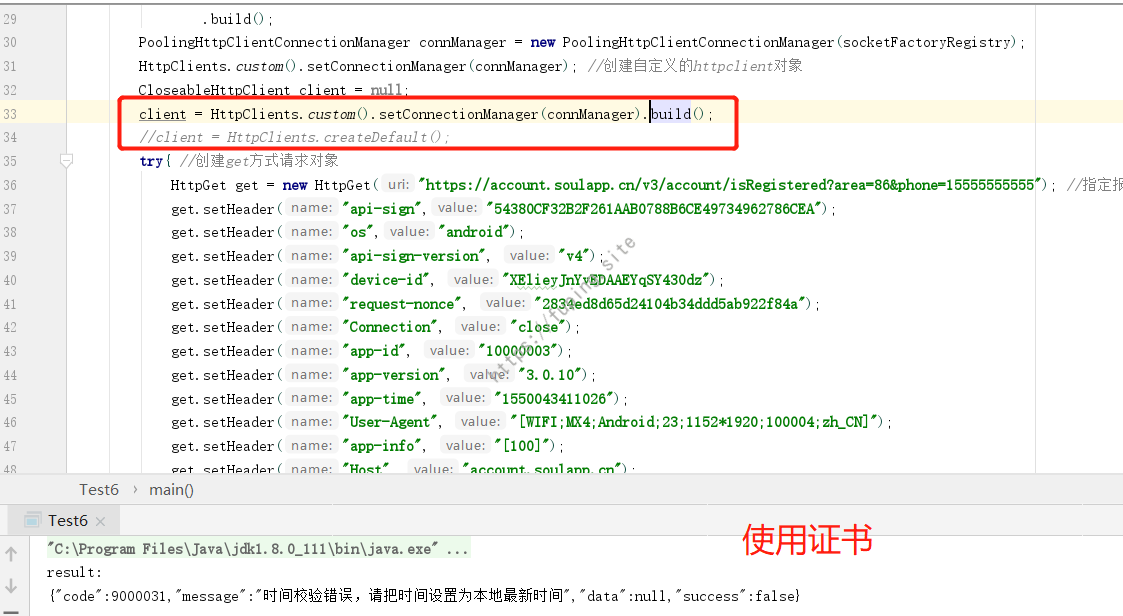 29 .build();
30 PoolingHttpClientConnectionManager connManager = new PoolingHttpClientConnectionManager(socketFactoryRegistry);
31 HttpClients.custom().setConnectionManager(connManager); //创建自定义的httpclient对象
32 CloseableHttpClient client = null;
33 client = HttpClients.custom().setConnectionManager(connManager).build();
34 //client = HttpClients.createDefault();
35 try{ //创建get方式请求对象
36 HttpGet get = new HttpGet( uri: "https://account.soulapp.cn/v3/account/isRegistered?area=86&phone=15555555555"); //指定报
37 get.setHeader( name: "api-sign", value: "54380CF32B2F261AAB0788B6CE49734962786CEA");
38 get.setHeader( name: "os", value: "android");
39 get.setHeader( name: "api-sign-version", value: "v4");
40 get.setHeader( name: "device-id", value: 
41 get.setHeader( name: "request-nonce", value: 
42 get.setHeader( name: "Connection", value: "close");
43 get.setHeader( name: "app-id", value: "10000003");
44 get.setHeader( name: "app-version", value: "3.0.10");
45 get.setHeader( name: "app-time", value: "1550043411026");
46 get.setHeader( name: "User-Agent", value: "[WIFI;MX4;Android;23;1152*1920;100004;zh_CN]");
47 get.setHeader( name: "app-info", value: "[100]");
48 get.setHeader( name: "Host", value: "account.soulapp.cn");
Test6 › main()
Test6 ×
使用证书
"C:\Program Files\Java\jdk1.8.0_111\bin\java.exe" ...
result:
{"code":9000031,"message":"时间校验错误，请把时间设置为本地最新时间","data":null,"success":false}